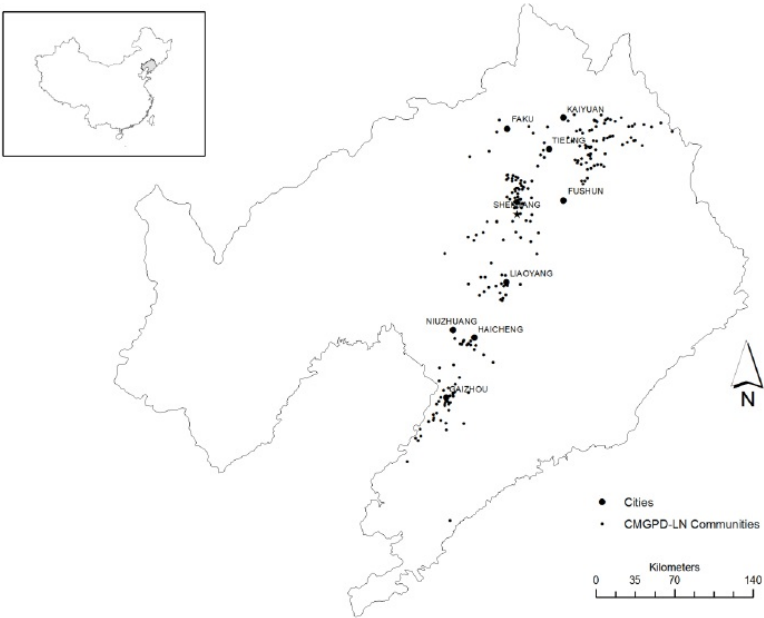 KAIYUAN
FAKU
TIELING
FUSHUN
SHENYANG
LIAOYANG
NIUZHUANG
HAICHENG
GAIZHOU
N
Cities
CMGPD-LN Communities
Kilometers
0 35 70 140